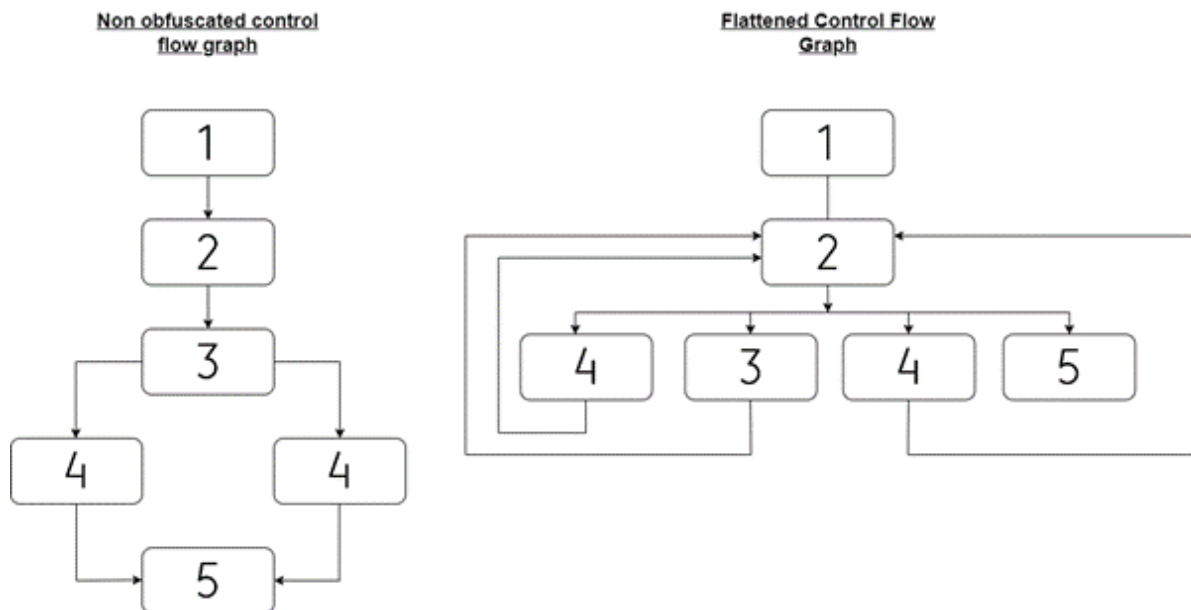 Non obfuscated control
flow graph
1
2
3
4 4
5
Flattened Control Flow
Graph
1
2
4 3 4 5